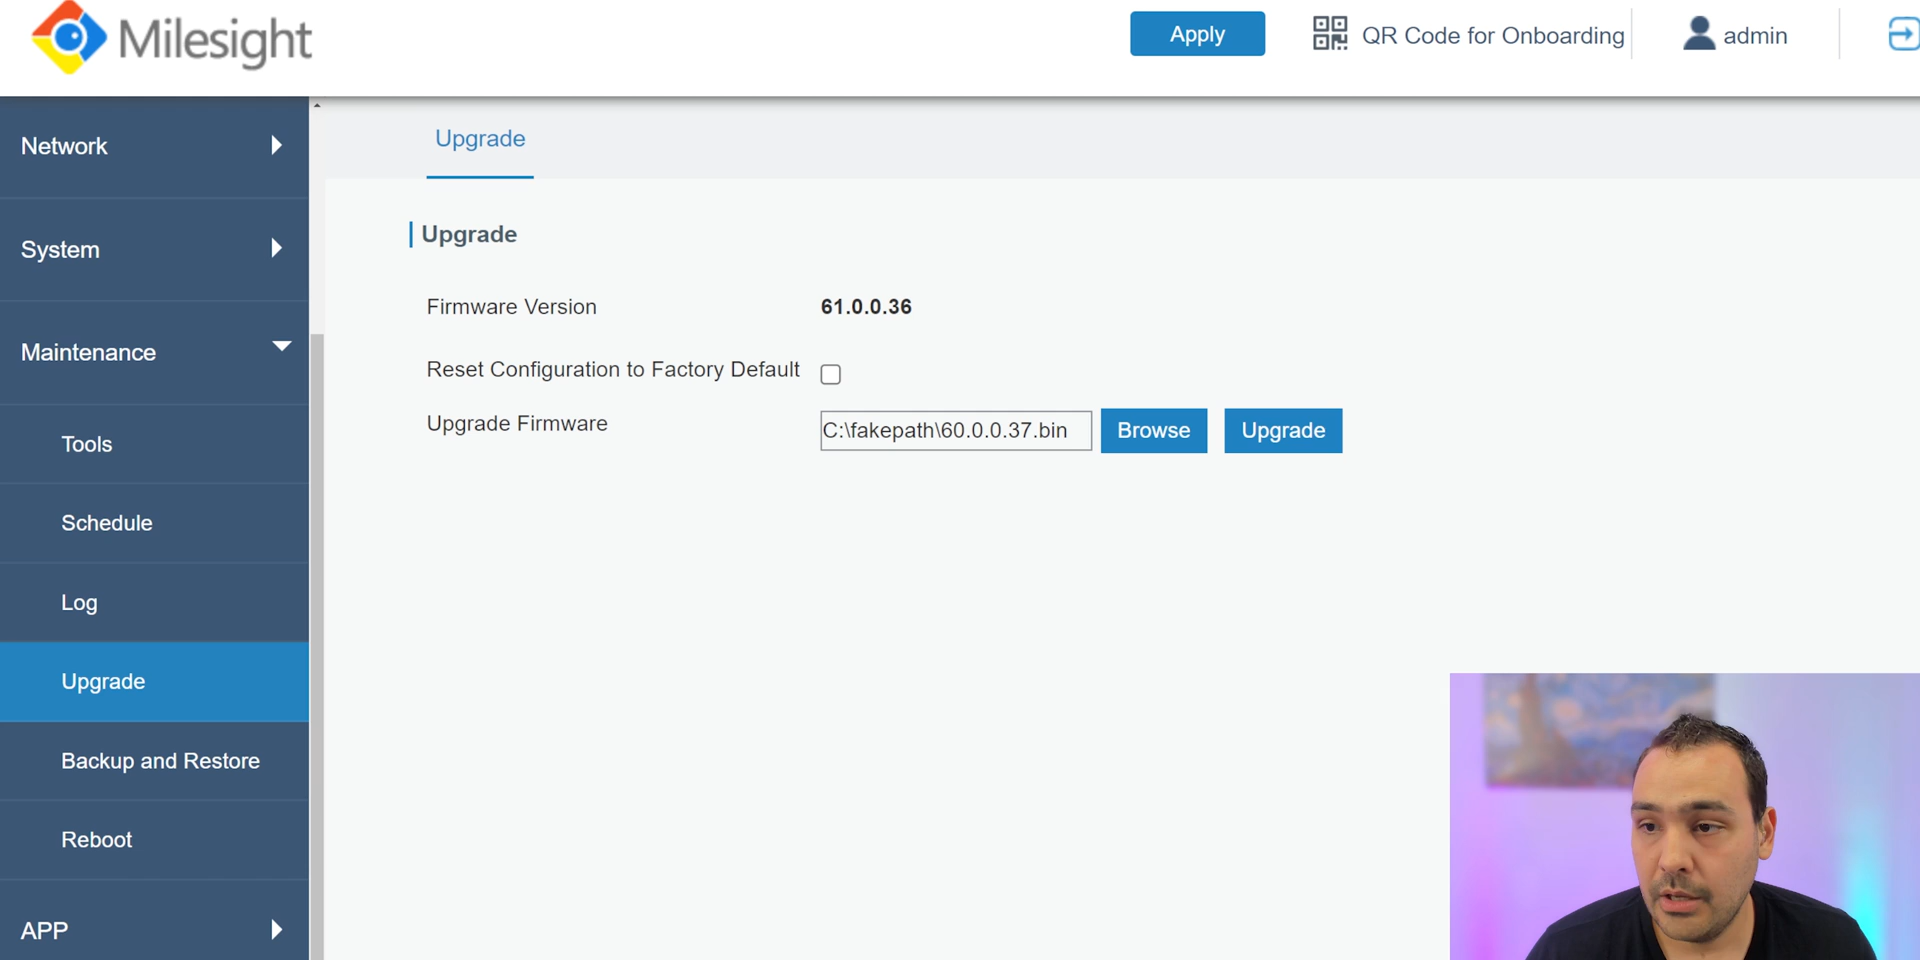 Milesight
Apply
QR Code for Onboarding
admin
Network
System
Maintenance
Tools
Schedule
Log
Upgrade
Backup and Restore
Reboot
APP
Upgrade
Upgrade
Firmware Version 61.0.0.36
Reset Configuration to Factory Default
Upgrade Firmware C:\fakepath\60.0.0.37.bin Browse Upgrade